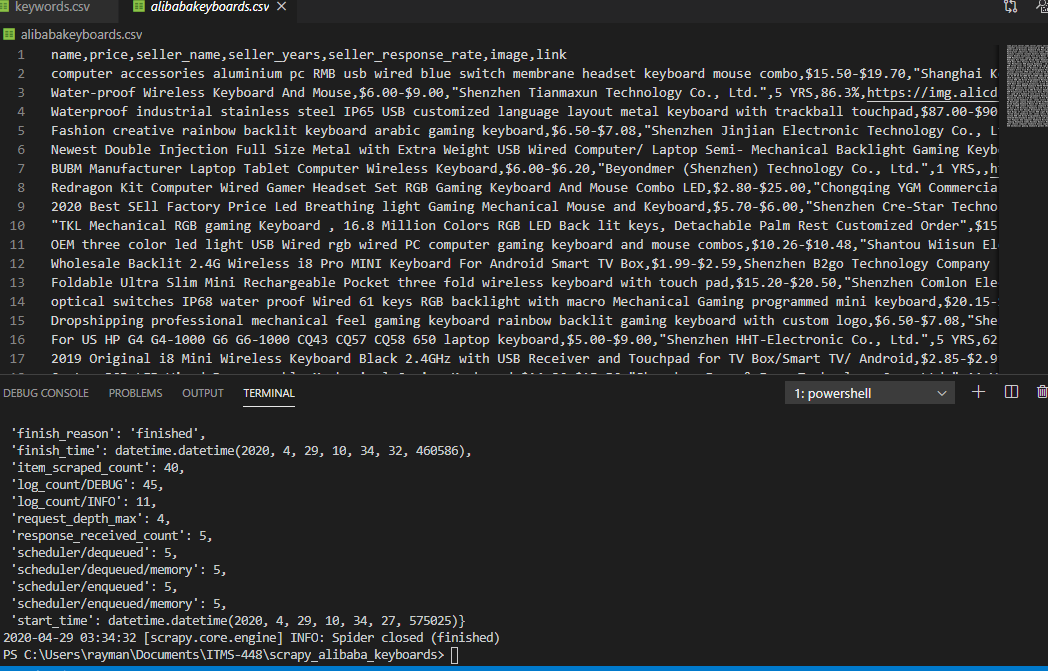 keywords.csv
alibabakeyboards.csv
alibabakeyboards.csv
1 name,price,seller_name,seller_years,seller_response_rate,image,link
2 computer accessories aluminium pc RMB usb wired blue switch membrane headset keyboard mouse combo,$15.50-$19.70,"Shanghai K
3 Water-proof Wireless Keyboard And Mouse,$6.00-$9.00,"Shenzhen Tianmaxun Technology Co., Ltd.",5 YRS,86.3%,https://img.alicd
4 Waterproof industrial stainless steel IP65 USB customized language layout metal keyboard with trackball touchpad,$87.00-$90
5 Fashion creative rainbow backlit keyboard arabic gaming keyboard,$6.50-$7.08,"Shenzhen Jinjian Electronic Technology Co., L
6 Newest Double Injection Full Size Metal with Extra Weight USB Wired Computer/ Laptop Semi- Mechanical Backlight Gaming Keyb
7 BUBM Manufacturer Laptop Tablet Computer Wireless Keyboard,$6.00-$6.20,"Beyondmer (Shenzhen) Technology Co., Ltd.",1 YRS,,h
8 Redragon Kit Computer Wired Gamer Headset Set RGB Gaming Keyboard And Mouse Combo LED,$2.80-$25.00,"Chongqing YGM Commercia
9 2020 Best SEll Factory Price Led Breathing light Gaming Mechanical Mouse and Keyboard,$5.70-$6.00,"Shenzhen Cre-Star Techno
10 "TKL Mechanical RGB gaming Keyboard , 16.8 Million Colors RGB LED Back lit keys, Detachable Palm Rest Customized Order",$15
11 OEM three color led light USB Wired rgb wired PC computer gaming keyboard and mouse combos,$10.26-$10.48,"Shantou Wiisun El
12 Wholesale Backlit 2.4G Wireless i8 Pro MINI Keyboard For Android Smart TV Box,$1.99-$2.59,Shenzhen B2go Technology Company
13 Foldable Ultra Slim Mini Rechargeable Pocket three fold wireless keyboard with touch pad,$15.20-$20.50,"Shenzhen Comlon Ele
14 optical switches IP68 water proof Wired 61 keys RGB backlight with macro Mechanical Gaming programmed mini keyboard,$20.15-
15 Dropshipping professional mechanical feel gaming keyboard rainbow backlit gaming keyboard with custom logo,$6.50-$7.08,"She
16 For US HP G4 G4-1000 G6 G6-1000 CQ43 CQ57 CQ58 650 laptop keyboard,$5.00-$9.00,"Shenzhen HHT-Electronic Co., Ltd.",5 YRS,62
17 2019 Original i8 Mini Wireless Keyboard Black 2.4GHz with USB Receiver and Touchpad for TV Box/Smart TV/ Android,$2.85-$2.9
DEBUG CONSOLE PROBLEMS OUTPUT TERMINAL 1: powershell
'finish_reason': 'finished',
'finish_time': datetime.datetime(2020, 4, 29, 10, 34, 32, 460586),
'item_scraped_count': 40,
'log_count/DEBUG': 45,
'log_count/INFO': 11,
'request_depth_max': 4,
'response_received_count': 5,
'scheduler/dequeued': 5,
'scheduler/dequeued/memory': 5,
'scheduler/enqueued': 5,
'scheduler/enqueued/memory': 5,
'start_time': datetime.datetime(2020, 4, 29, 10, 34, 27, 575025)}
2020-04-29 03:34:32 [scrapy.core.engine] INFO: Spider closed (finished)
PS C:\Users\rayman\Documents\ITMS-448\scrapy_alibaba_keyboards>